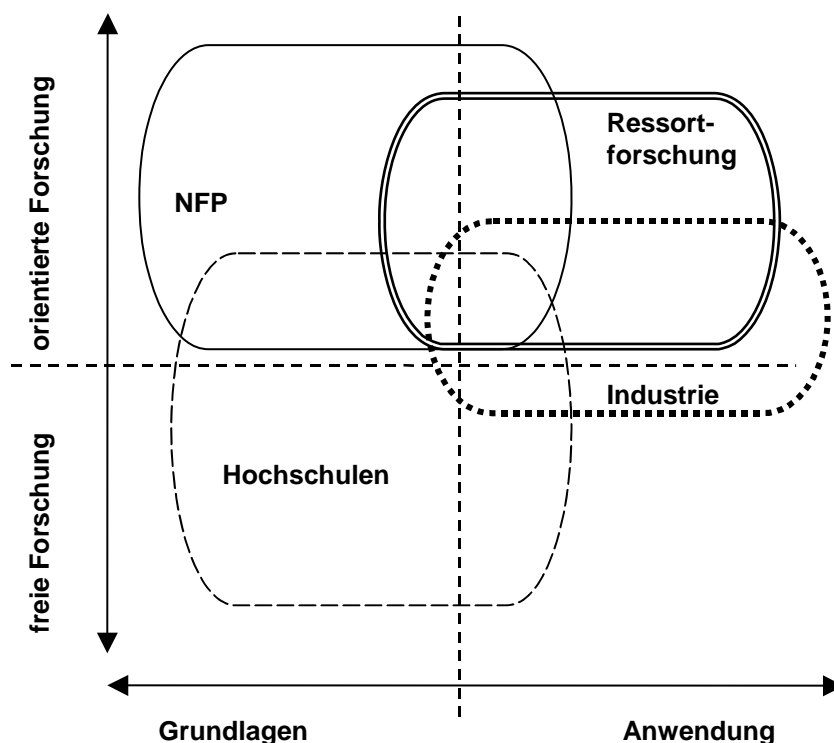 orientierte Forschung
freie Forschung
Ressort-
forschung
NFP
Industrie
Hochschulen
Grundlagen
Anwendung